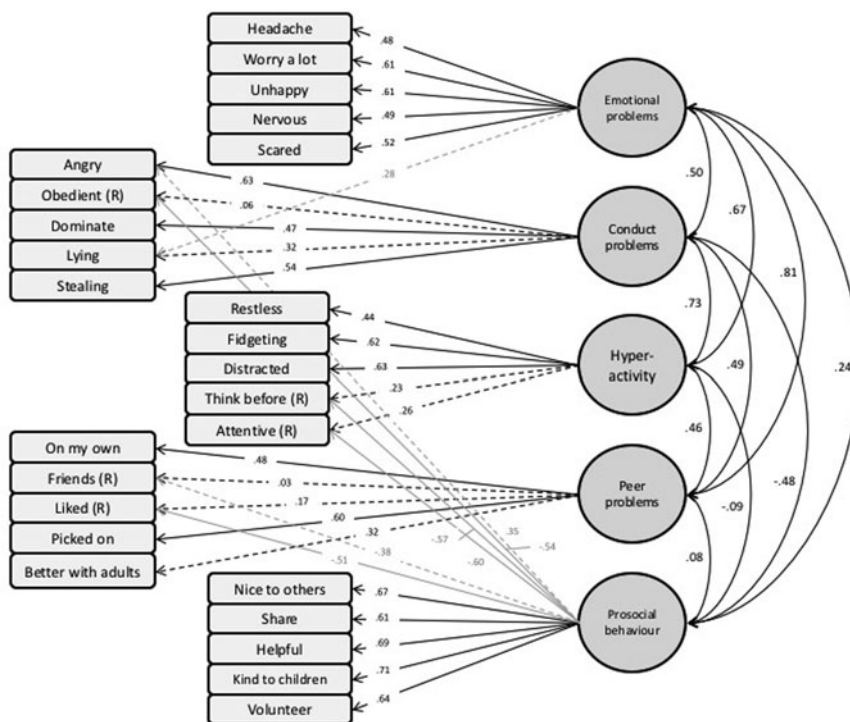 Headache
Worry a lot
Unhappy
Nervous
Scared
.48
.61
.61
.49
.52
.28
Emotional
problems
Angry
Obedient (R)
Dominate
Lying
Stealing
.63
.06
.47
.32
.54
Conduct
problems
Restless
Fidgeting
Distracted
Think before (R)
Attentive (R)
.44
.62
.63
.23
.26
Hyper-
activity
On my own
Friends (R)
Liked (R)
Picked on
Better with adults
.48
.03
.17
.60
.32
.38
-.51
-.57
-.60
.35
-.54
Peer
problems
Nice to others
Share
Helpful
Kind to children
Volunteer
.67
.61
.69
.71
.64
Prosocial
behaviour
.50
.67
.81
.24
.73
.49
-.48
.46
-.09
.08